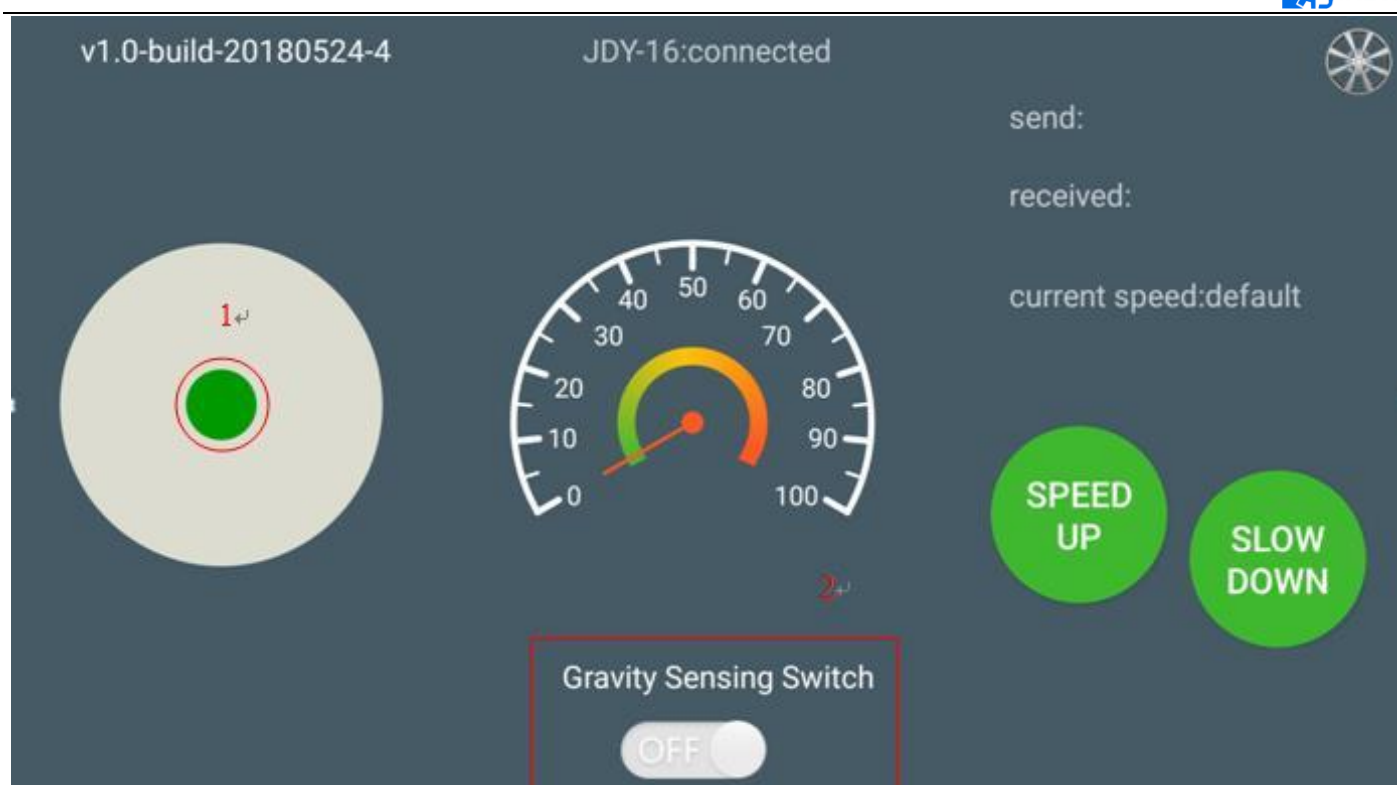 v1.0-build-20180524-4
JDY-16:connected
send:
received:
current speed:default
1↵
0
10
20
30
40
50
60
70
80
90
100
SPEED
UP
SLOW
DOWN
2↵
Gravity Sensing Switch
OFF